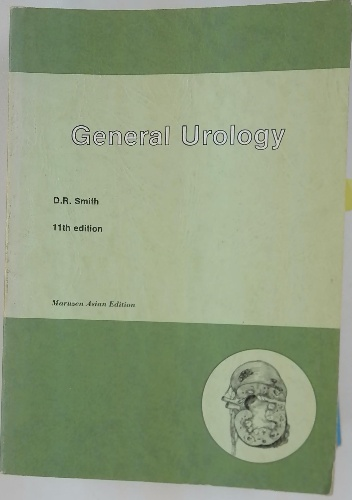 General Urology
D.R. Smith
11th edition
Maruzen Asian Edition